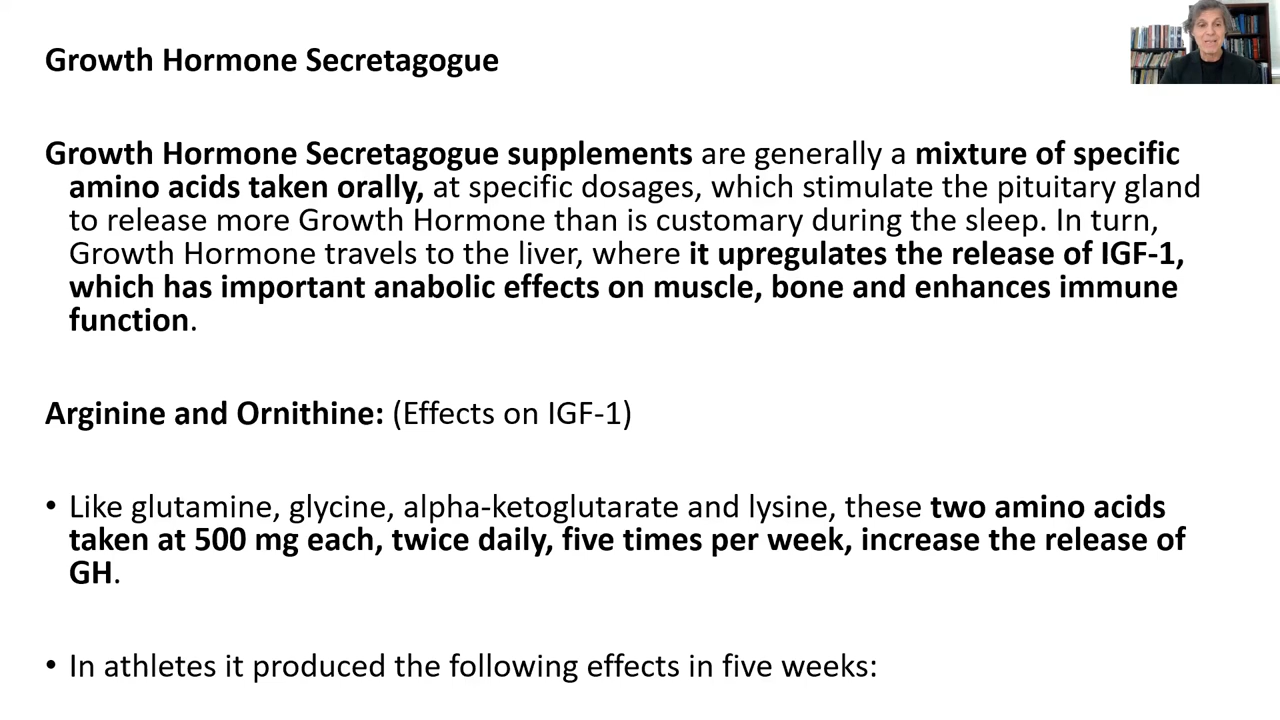 Growth Hormone Secretagogue
Growth Hormone Secretagogue supplements are generally a mixture of specific
amino acids taken orally, at specific dosages, which stimulate the pituitary gland
to release more Growth Hormone than is customary during the sleep. In turn,
Growth Hormone travels to the liver, where it upregulates the release of IGF-1,
which has important anabolic effects on muscle, bone and enhances immune
function.
Arginine and Ornithine: (Effects on IGF-1)
• Like glutamine, glycine, alpha-ketoglutarate and lysine, these two amino acids
taken at 500 mg each, twice daily, five times per week, increase the release of
GH.
• In athletes it produced the following effects in five weeks: